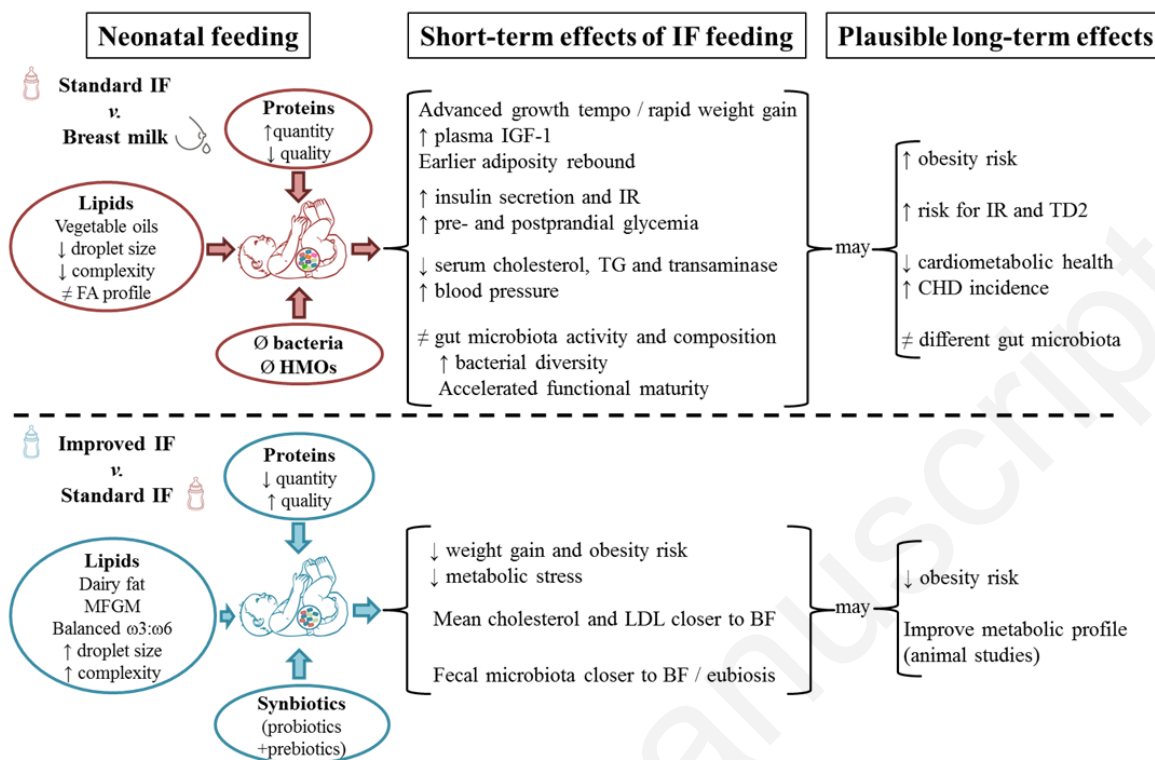 Neonatal feeding
Short-term effects of IF feeding
Plausible long-term effects
Standard IF
v.
Breast milk
Proteins
↑quantity
↓ quality
Lipids
Vegetable oils
↓ droplet size
↓ complexity
≠ FA profile
Ø bacteria
Ø HMOs
Advanced growth tempo / rapid weight gain
↑ plasma IGF-1
Earlier adiposity rebound
↑ insulin secretion and IR
↑ pre- and postprandial glycemia
↓ serum cholesterol, TG and transaminase
↑ blood pressure
≠ gut microbiota activity and composition
↑ bacterial diversity
Accelerated functional maturity
may
↑ obesity risk
↑ risk for IR and TD2
↓ cardiometabolic health
↑ CHD incidence
≠ different gut microbiota
Improved IF
v.
Standard IF
Proteins
↓ quantity
↑ quality
Lipids
Dairy fat
MFGM
Balanced ω3:ω6
↑ droplet size
↑ complexity
Synbiotics
(probiotics
+prebiotics)
↓ weight gain and obesity risk
↓ metabolic stress
Mean cholesterol and LDL closer to BF
Fecal microbiota closer to BF / eubiosis
may
↓ obesity risk
Improve metabolic profile
(animal studies)
anuscript